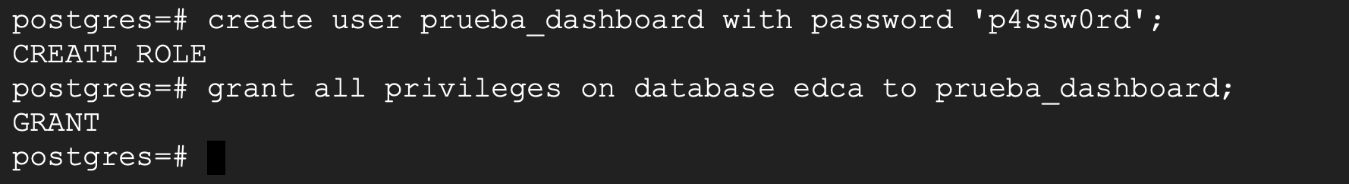 postgres=# create user prueba_dashboard with password 'p4ssw0rd';
CREATE ROLE
postgres=# grant all privileges on database edca to prueba_dashboard;
GRANT
postgres=#